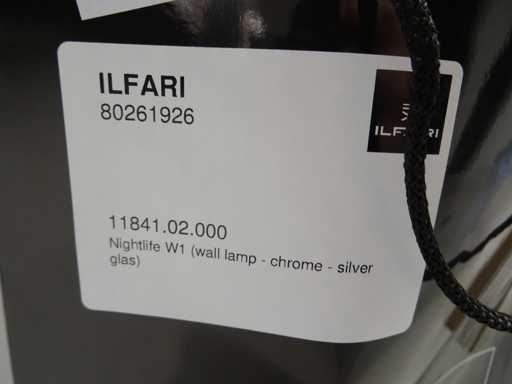 ILFARI
80261926
ILFARI
11841.02.000
Nightlife W1 (wall lamp - chrome - silver
glas)